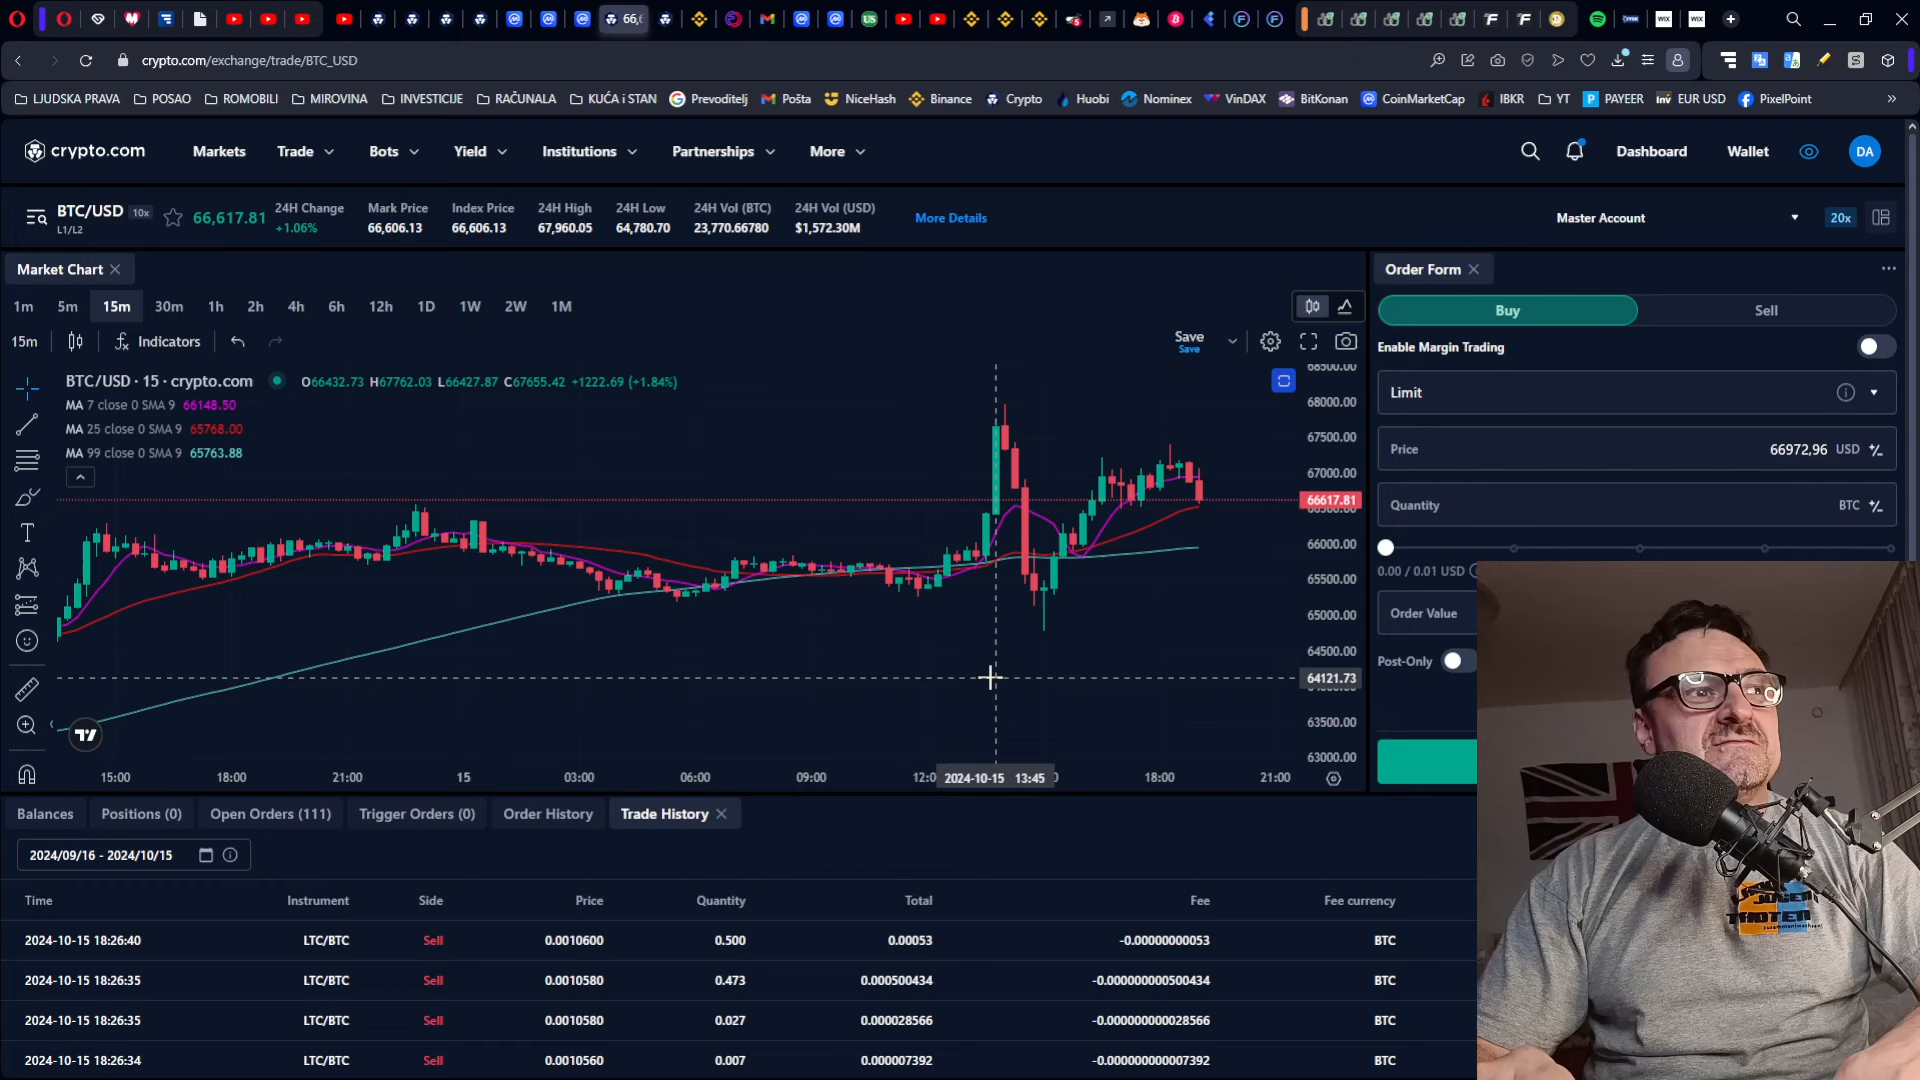 66,6
crypto.com/exchange/trade/BTC_USD
LJUDSKA PRAVA POSAO ROMOBILI MIROVINA INVESTICIJE RAČUNALA KUĆA i STAN Prevoditelj Pošta NiceHash Binance Crypto Huobi Nominex VinDAX BitKonan CoinMarketCap IBKR YT PAYEER EUR USD PixelPoint
crypto.com Markets Trade Bots Yield Institutions Partnerships More Dashboard Wallet DA
BTC/USD 10x 66,617.81 24H Change Mark Price Index Price 24H High 24H Low 24H Vol (BTC) 24H Vol (USD) More Details Master Account 20x
L1/L2 +1.06% 66,606.13 66,606.13 67,960.05 64,780.70 23,770.66780 $1,572.30M
Market Chart Order Form
1m 5m 15m 30m 1h 2h 4h 6h 12h 1D 1W 2W 1M
Buy Sell
15m Indicators Save
Save
Enable Margin Trading
BTC/USD · 15 · crypto.com O66432.73 H67762.03 L66427.87 C67655.42 +1222.69 (+1.84%)
MA 7 close 0 SMA 9 66148.50
MA 25 close 0 SMA 9 65768.00
MA 99 close 0 SMA 9 65763.88
68500.00
68000.00
67500.00
67000.00
66617.81
66500.00
66000.00
65500.00
65000.00
64500.00
64121.73
63500.00
63000.00
Limit
Price 66972,96 USD
Quantity BTC
0.00 / 0.01 USD
Order Value
Post-Only
15:00 18:00 21:00 15 03:00 06:00 09:00 12:0 2024-10-15 13:45 18:00 21:00
Balances Positions (0) Open Orders (111) Trigger Orders (0) Order History Trade History
2024/09/16 - 2024/10/15
Time Instrument Side Price Quantity Total Fee Fee currency
2024-10-15 18:26:40 LTC/BTC Sell 0.0010600 0.500 0.00053 -0.00000000053 BTC
2024-10-15 18:26:35 LTC/BTC Sell 0.0010580 0.473 0.000500434 -0.000000000500434 BTC
2024-10-15 18:26:35 LTC/BTC Sell 0.0010580 0.027 0.000028566 -0.000000000028566 BTC
2024-10-15 18:26:34 LTC/BTC Sell 0.0010560 0.007 0.000007392 -0.000000000007392 BTC